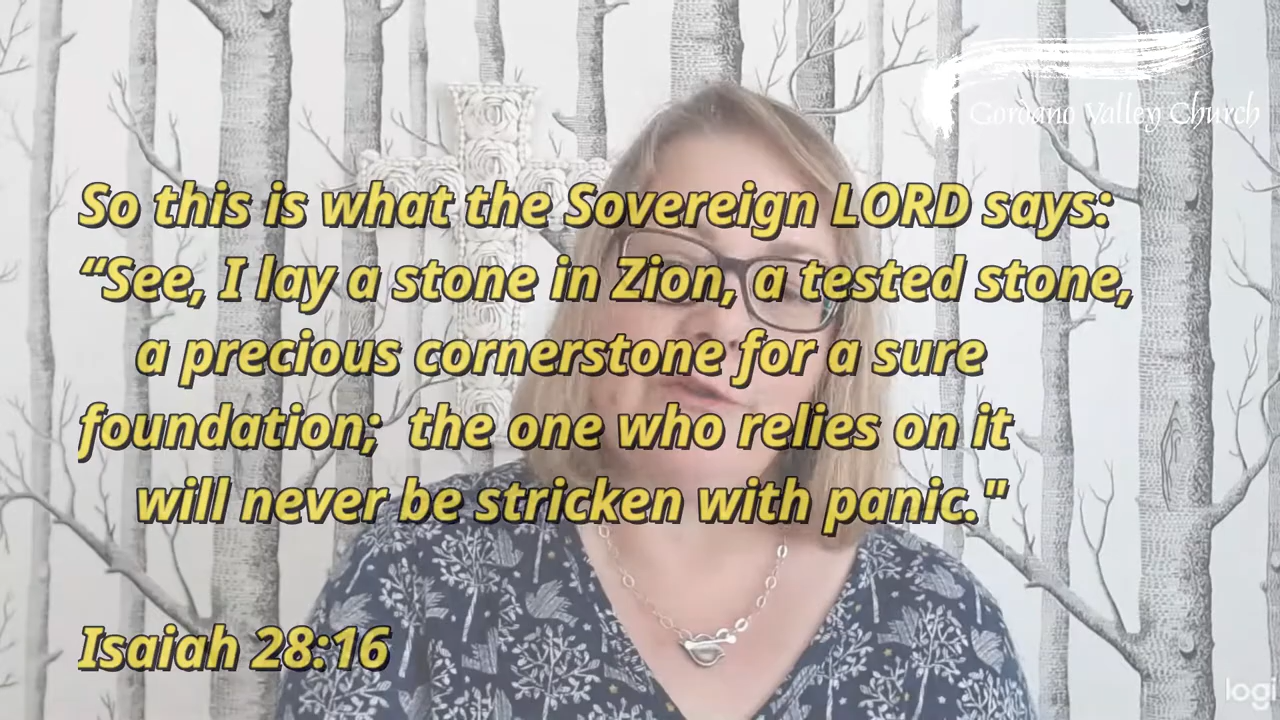 Gordano Valley Church
So this is what the Sovereign LORD says:
“See, I lay a stone in Zion, a tested stone,
a precious cornerstone for a sure
foundation; the one who relies on it
will never be stricken with panic."
Isaiah 28:16
logi